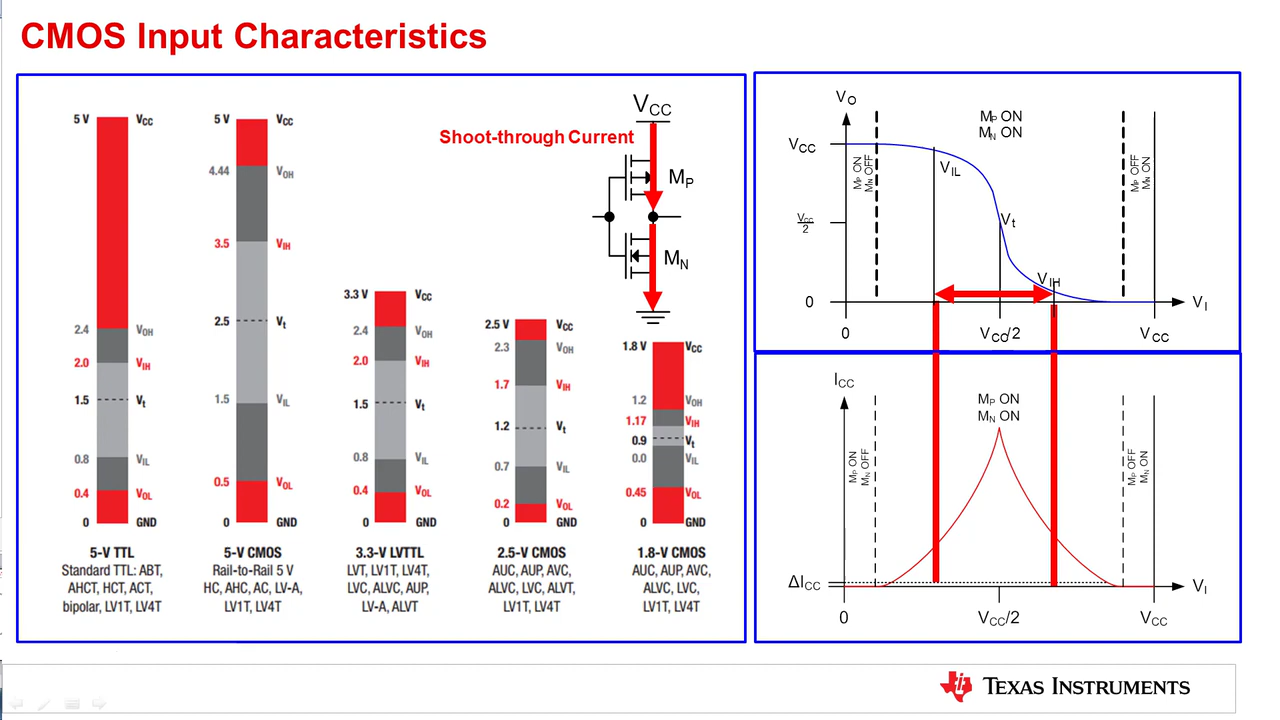 CMOS Input Characteristics
5 V
VCC
2.4
VOH
2.0
VIH
1.5
Vt
0.8
VIL
0.4
VOL
0
GND
5-V TTL
Standard TTL: ABT,
AHCT, HCT, ACT,
bipolar, LV1T, LV4T
5 V
VCC
4.44
VOH
3.5
VIH
2.5
Vt
1.5
VIL
0.5
VOL
0
GND
5-V CMOS
Rail-to-Rail 5 V
HC, AHC, AC, LV-A,
LV1T, LV4T
3.3 V
VCC
2.4
VOH
2.0
VIH
1.5
Vt
0.8
VIL
0.4
VOL
0
GND
3.3-V LVTTL
LVT, LV1T, LV4T,
LVC, ALVC, AUP,
LV-A, ALVT
2.5 V
VCC
2.3
VOH
1.7
VIH
1.2
Vt
0.7
VIL
0.2
VOL
0
GND
2.5-V CMOS
AUC, AUP, AVC,
ALVC, LVC, ALVT,
LV1T, LV4T
1.8 V
VCC
1.2
VOH
1.17
VIH
0.9
Vt
0.0
VIL
0.45
VOL
0
GND
1.8-V CMOS
AUC, AUP, AVC,
ALVC, LVC,
LV1T, LV4T
VCC
Shoot-through Current
MP
MN
VO
VCC
VCC
2
0
MP ON
MN OFF
MP ON
MN ON
MP OFF
MN ON
VIL
Vt
VIH
VI
0
VCC/2
VCC
ICC
MP ON
MN OFF
MP ON
MN ON
MP OFF
MN ON
ΔICC
VI
0
VCC/2
VCC
TEXAS INSTRUMENTS